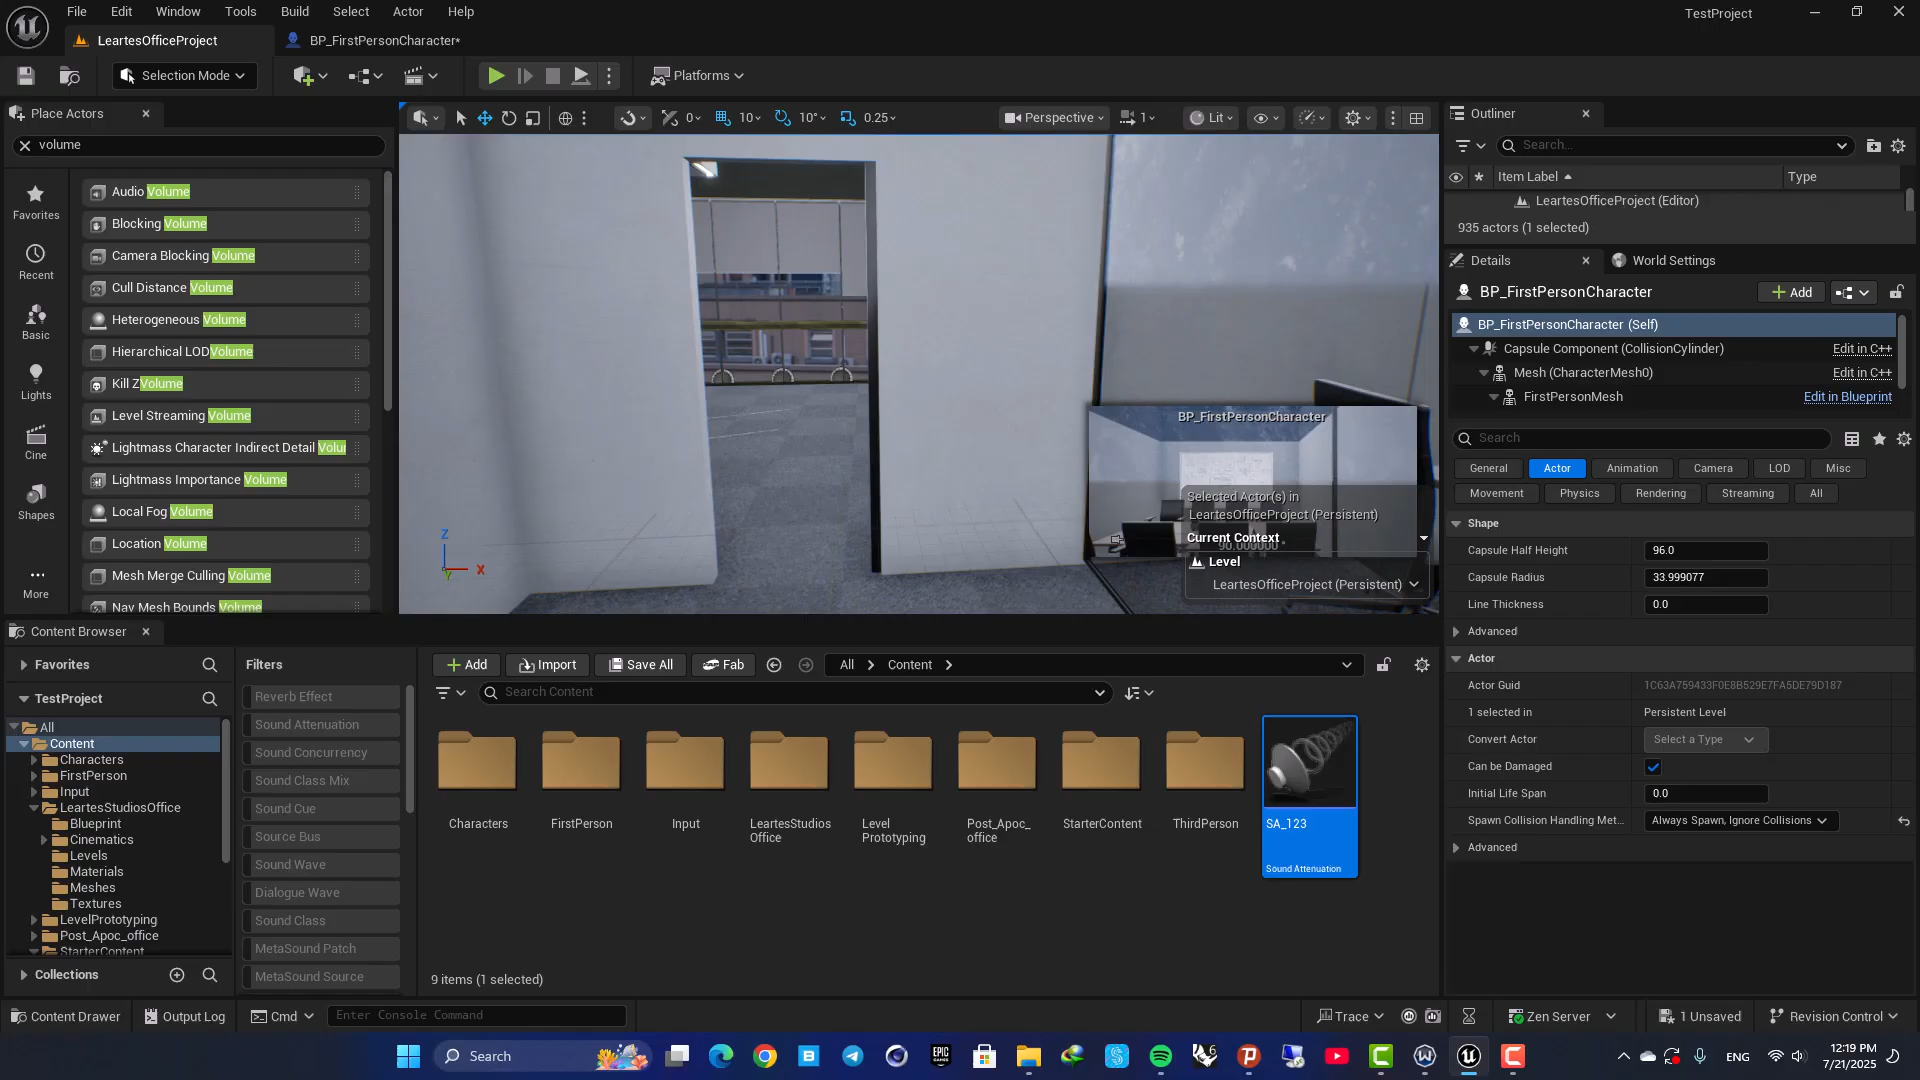 File Edit Window Tools Build Select Actor Help
TestProject
LeartesOfficeProject
BP_FirstPersonCharacter*
Selection Mode
Platforms
Place Actors
volume
Favorites
Recent
Basic
Lights
Cine
Shapes
More
Audio Volume
Blocking Volume
Camera Blocking Volume
Cull Distance Volume
Heterogeneous Volume
Hierarchical LODVolume
Kill ZVolume
Level Streaming Volume
Lightmass Character Indirect Detail Volu
Lightmass Importance Volume
Local Fog Volume
Location Volume
Mesh Merge Culling Volume
Nav Mesh Bounds Volume
0 10 10° 0.25
Perspective
1
Lit
Z
X
Y
BP_FirstPersonCharacter
Selected Actor(s) in
LeartesOfficeProject (Persistent)
Current Context
90.000000
Level
LeartesOfficeProject (Persistent)
Outliner
Search...
Item Label
Type
LeartesOfficeProject (Editor)
935 actors (1 selected)
Details
World Settings
BP_FirstPersonCharacter
Add
BP_FirstPersonCharacter (Self)
Capsule Component (CollisionCylinder) Edit in C++
Mesh (CharacterMesh0) Edit in C++
FirstPersonMesh Edit in Blueprint
Search
General Actor Animation Camera LOD Misc
Movement Physics Rendering Streaming All
Shape
Capsule Half Height 96.0
Capsule Radius 33.999077
Line Thickness 0.0
Advanced
Actor
Actor Guid 1C63A759433F0E8B529E7FA5DE79D187
1 selected in Persistent Level
Convert Actor Select a Type
Can be Damaged
Initial Life Span 0.0
Spawn Collision Handling Met... Always Spawn, Ignore Collisions
Advanced
Content Browser
Favorites
TestProject
All
Content
Characters
FirstPerson
Input
LeartesStudiosOffice
Blueprint
Cinematics
Levels
Materials
Meshes
Textures
LevelPrototyping
Post_Apoc_office
StarterContent
Collections
Filters
Reverb Effect
Sound Attenuation
Sound Concurrency
Sound Class Mix
Sound Cue
Source Bus
Sound Wave
Dialogue Wave
Sound Class
MetaSound Patch
MetaSound Source
Add Import Save All Fab
All Content
Search Content
Characters
FirstPerson
Input
LeartesStudios
Office
Level
Prototyping
Post_Apoc_
office
StarterContent
ThirdPerson
SA_123
Sound Attenuation
9 items (1 selected)
Content Drawer Output Log Cmd Enter Console Command
Trace
Zen Server
1 Unsaved
Revision Control
Search
EPIC
GAMES
ENG
12:19 PM
7/21/2025